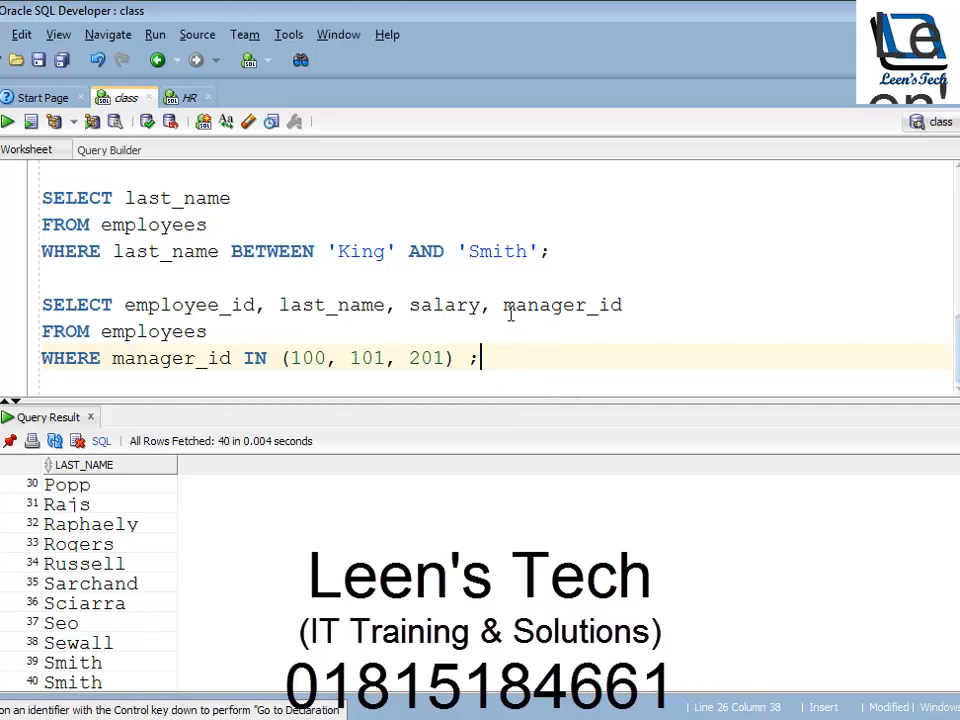 Oracle SQL Developer : class
Edit View Navigate Run Source Team Tools Window Help
Le
Leen'sTech
en'
Start Page class HR
class
Worksheet Query Builder
SELECT last_name
FROM employees
WHERE last_name BETWEEN 'King' AND 'Smith';
SELECT employee_id, last_name, salary, manager_id
FROM employees
WHERE manager_id IN (100, 101, 201) ;
Query Result
SQL | All Rows Fetched: 40 in 0.004 seconds
LAST_NAME
30 Popp
31 Rajs
32 Raphaely
33 Rogers
34 Russell
35 Sarchand
36 Sciarra
37 Seo
38 Sewall
39 Smith
40 Smith
Leen's Tech
(IT Training & Solutions)
01815184661
on an identifier with the Control key down to perform "Go to Declaration
Line 26 Column 38 | Insert | Modified | Windows